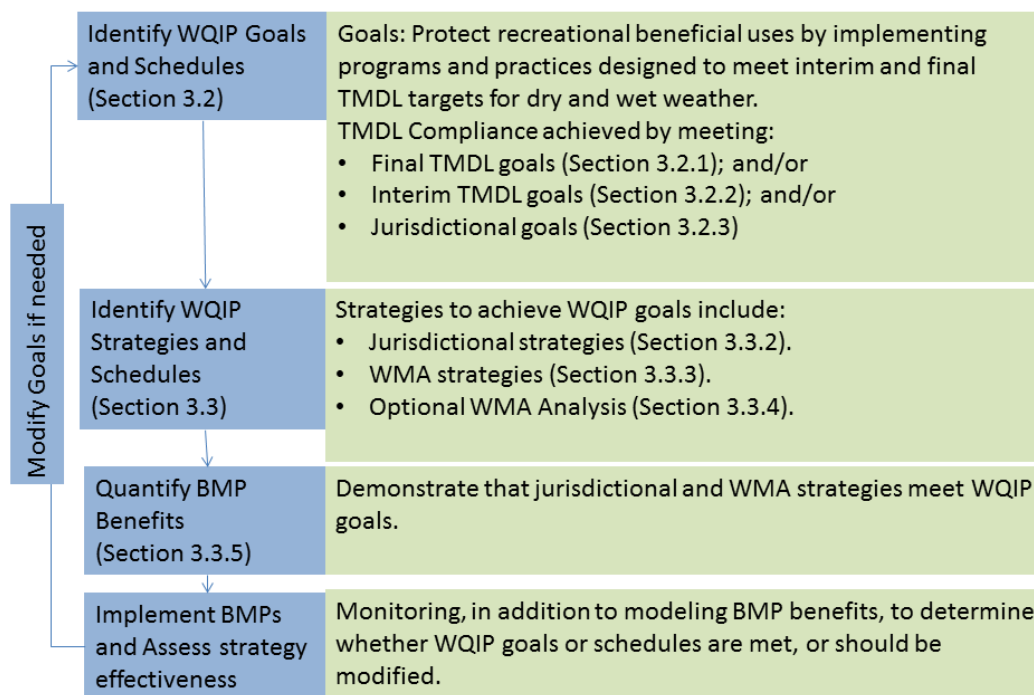 Identify WQIP Goals
and Schedules
(Section 3.2)
Goals: Protect recreational beneficial uses by implementing
programs and practices designed to meet interim and final
TMDL targets for dry and wet weather.
TMDL Compliance achieved by meeting:
• Final TMDL goals (Section 3.2.1); and/or
• Interim TMDL goals (Section 3.2.2); and/or
• Jurisdictional goals (Section 3.2.3)
Modify Goals if needed
Identify WQIP
Strategies and
Schedules
(Section 3.3)
Strategies to achieve WQIP goals include:
• Jurisdictional strategies (Section 3.3.2).
• WMA strategies (Section 3.3.3).
• Optional WMA Analysis (Section 3.3.4).
Quantify BMP
Benefits
(Section 3.3.5)
Demonstrate that jurisdictional and WMA strategies meet WQIP
goals.
Implement BMPs
and Assess strategy
effectiveness
Monitoring, in addition to modeling BMP benefits, to determine
whether WQIP goals or schedules are met, or should be
modified.